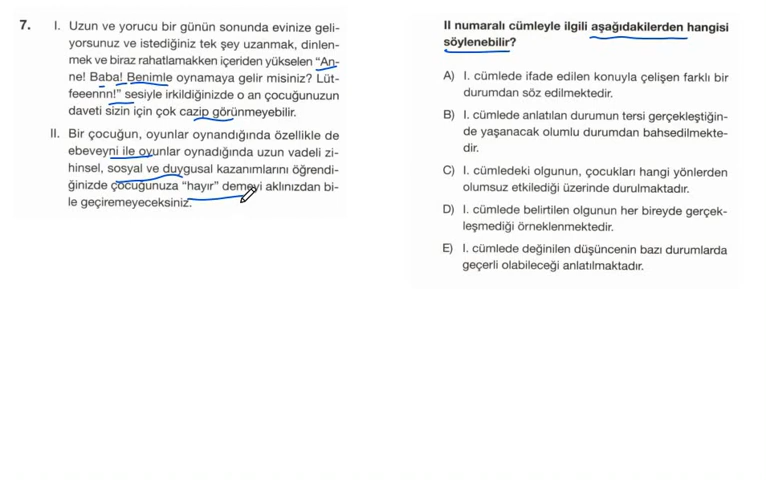 7. I. Uzun ve yorucu bir günün sonunda evinize geli-
yorsunuz ve istediğiniz tek şey uzanmak, dinlen-
mek ve biraz rahatlamakken içeriden yükselen “An-
ne! Baba! Benimle oynamaya gelir misiniz? Lüt-
feeennn!” sesiyle irkildiğinizde o an çocuğunuzun
daveti sizin için çok cazip görünmeyebilir.
II. Bir çocuğun, oyunlar oynandığında özellikle de
ebeveyni ile oyunlar oynadığında uzun vadeli zi-
hinsel, sosyal ve duygusal kazanımlarını öğrendi-
ğinizde çocuğunuza “hayır” demeyi aklınızdan bi-
le geçiremeyeceksiniz.
II numaralı cümleyle ilgili aşağıdakilerden hangisi
söylenebilir?
A) I. cümlede ifade edilen konuyla çelişen farklı bir
durumdan söz edilmektedir.
B) I. cümlede anlatılan durumun tersi gerçekleştiğin-
de yaşanacak olumlu durumdan bahsedilmekte-
dir.
C) I. cümledeki olgunun, çocukları hangi yönlerden
olumsuz etkilediği üzerinde durulmaktadır.
D) I. cümlede belirtilen olgunun her bireyde gerçek-
leşmediği örneklenmektedir.
E) I. cümlede değinilen düşüncenin bazı durumlarda
geçerli olabileceği anlatılmaktadır.